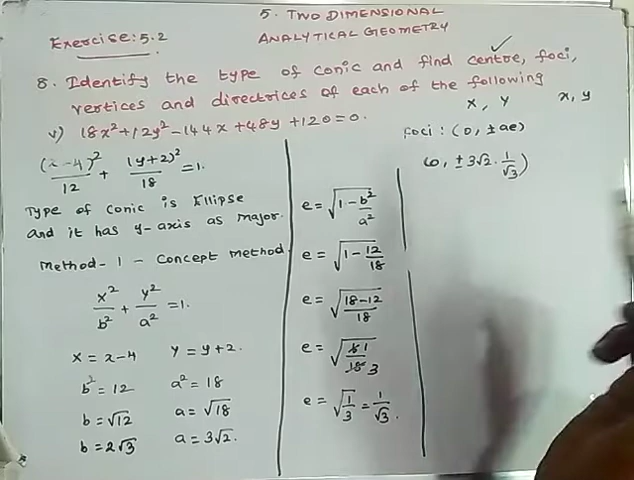 5. TWO DIMENSIONAL
ANALYTICAL GEOMETRY
Exercise: 5.2
8. Identify the type of conic and find centre, foci,
vertices and directrices of each of the following
v) 18x²+12y²-144x+48y+120=0.
(x-4)²/12 + (y+2)²/18 = 1.
Type of conic is Ellipse
and it has y-axis as major.
Method-1 - Concept method
x²/b² + y²/a² = 1.
X = x-4 Y = y+2.
b² = 12 a² = 18
b = √12 a = √18
b = 2√3 a = 3√2.
e = √(1-b²/a²)
e = √(1-12/18)
e = √((18-12)/18)
e = √(6 1/18 3)
e = √(1/3) = 1/√3.
X, Y x, y
Foci : (0, ±ae)
(0, ±3√2 · 1/√3)